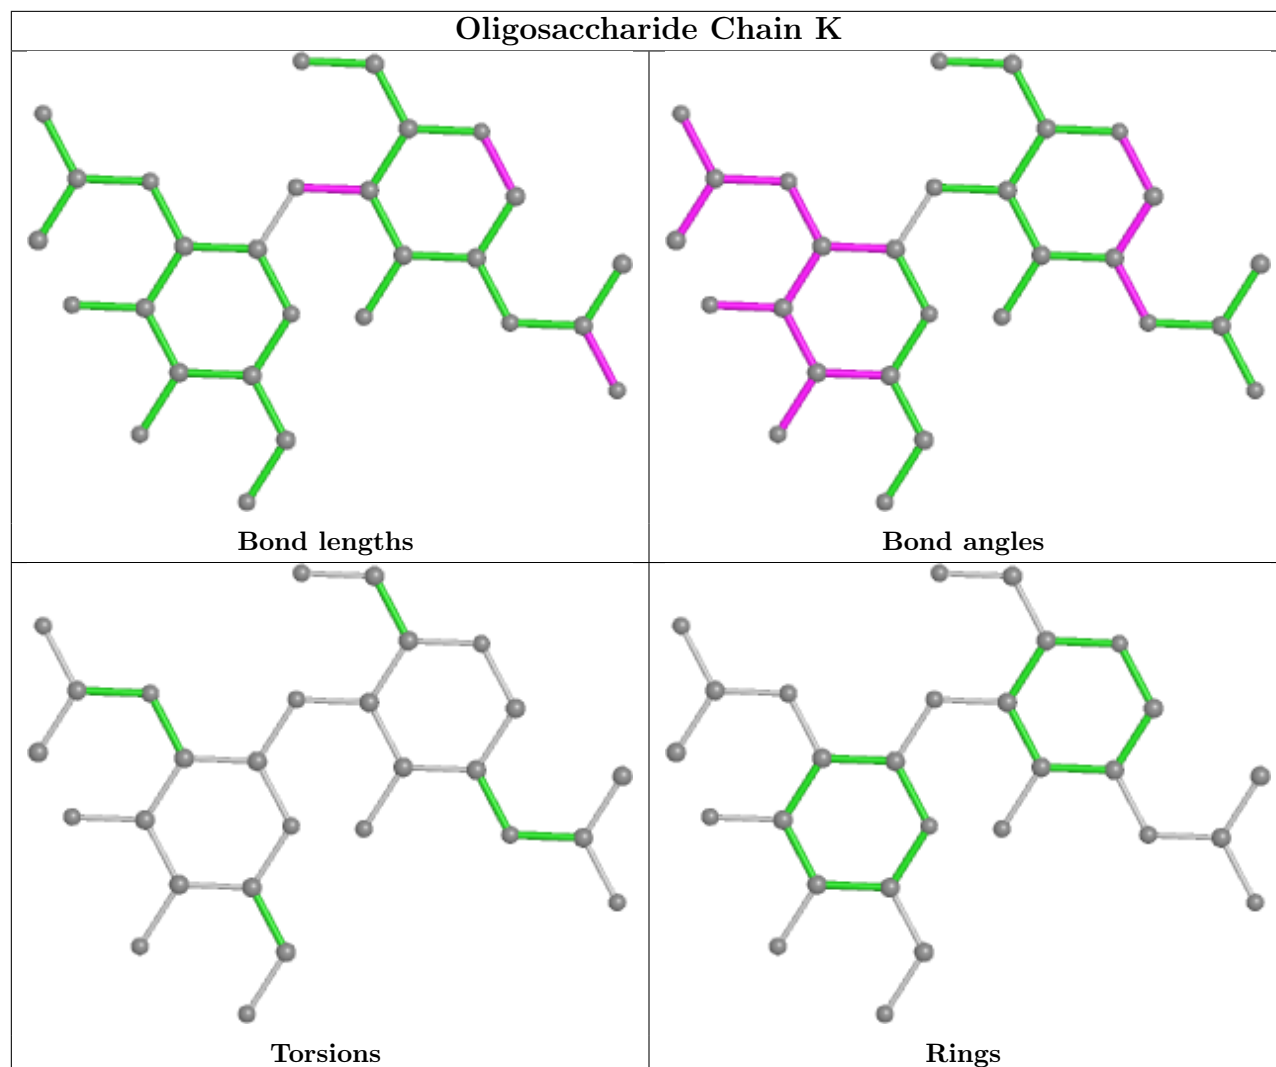 Oligosaccharide Chain K
Bond lengths
Bond angles
Torsions
Rings